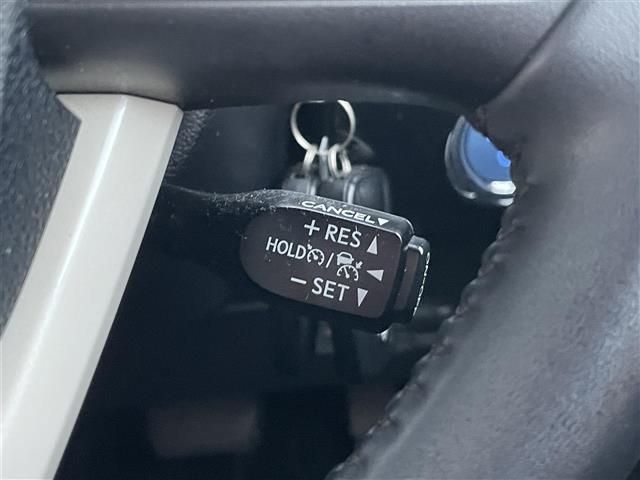 CANCEL▼
+ RES ▲
HOLD / ◀
− SET ▼